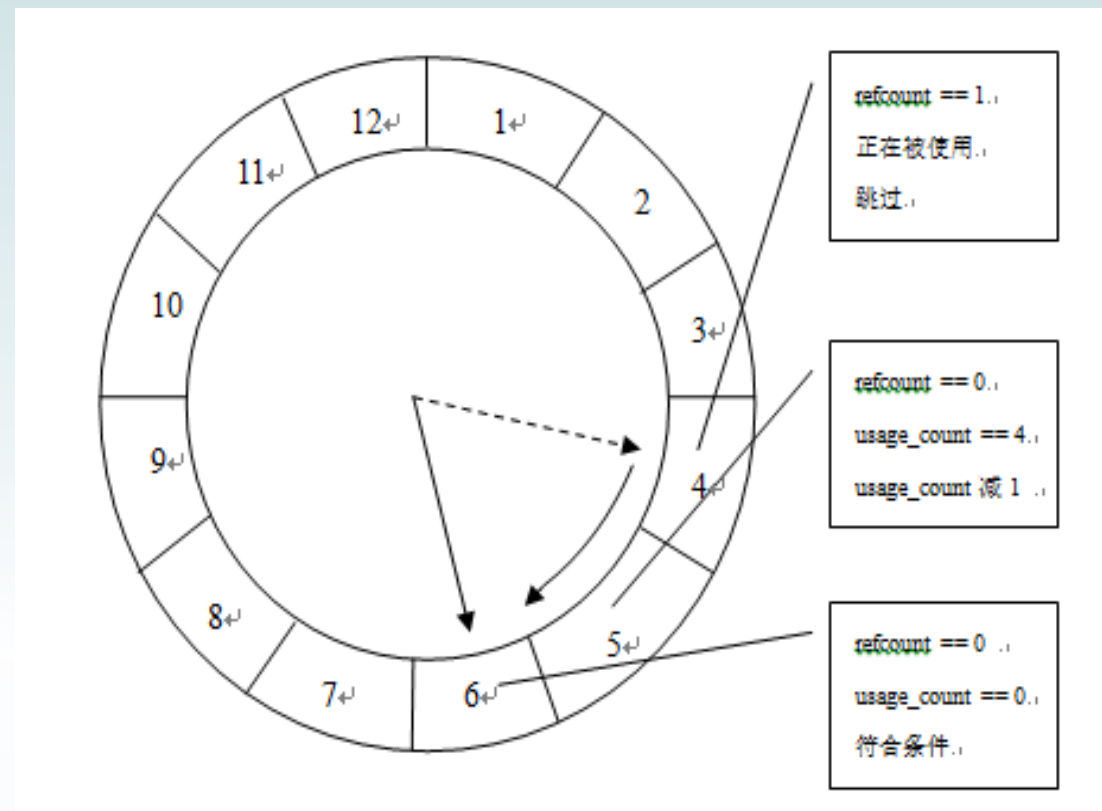 12
1
11
2
10
3
9
4
8
5
7
6
refcount == 1.
正在被使用.
跳过.
refcount == 0.
usage_count == 4.
usage_count 减 1 .
refcount == 0 .
usage_count == 0.
符合条件.